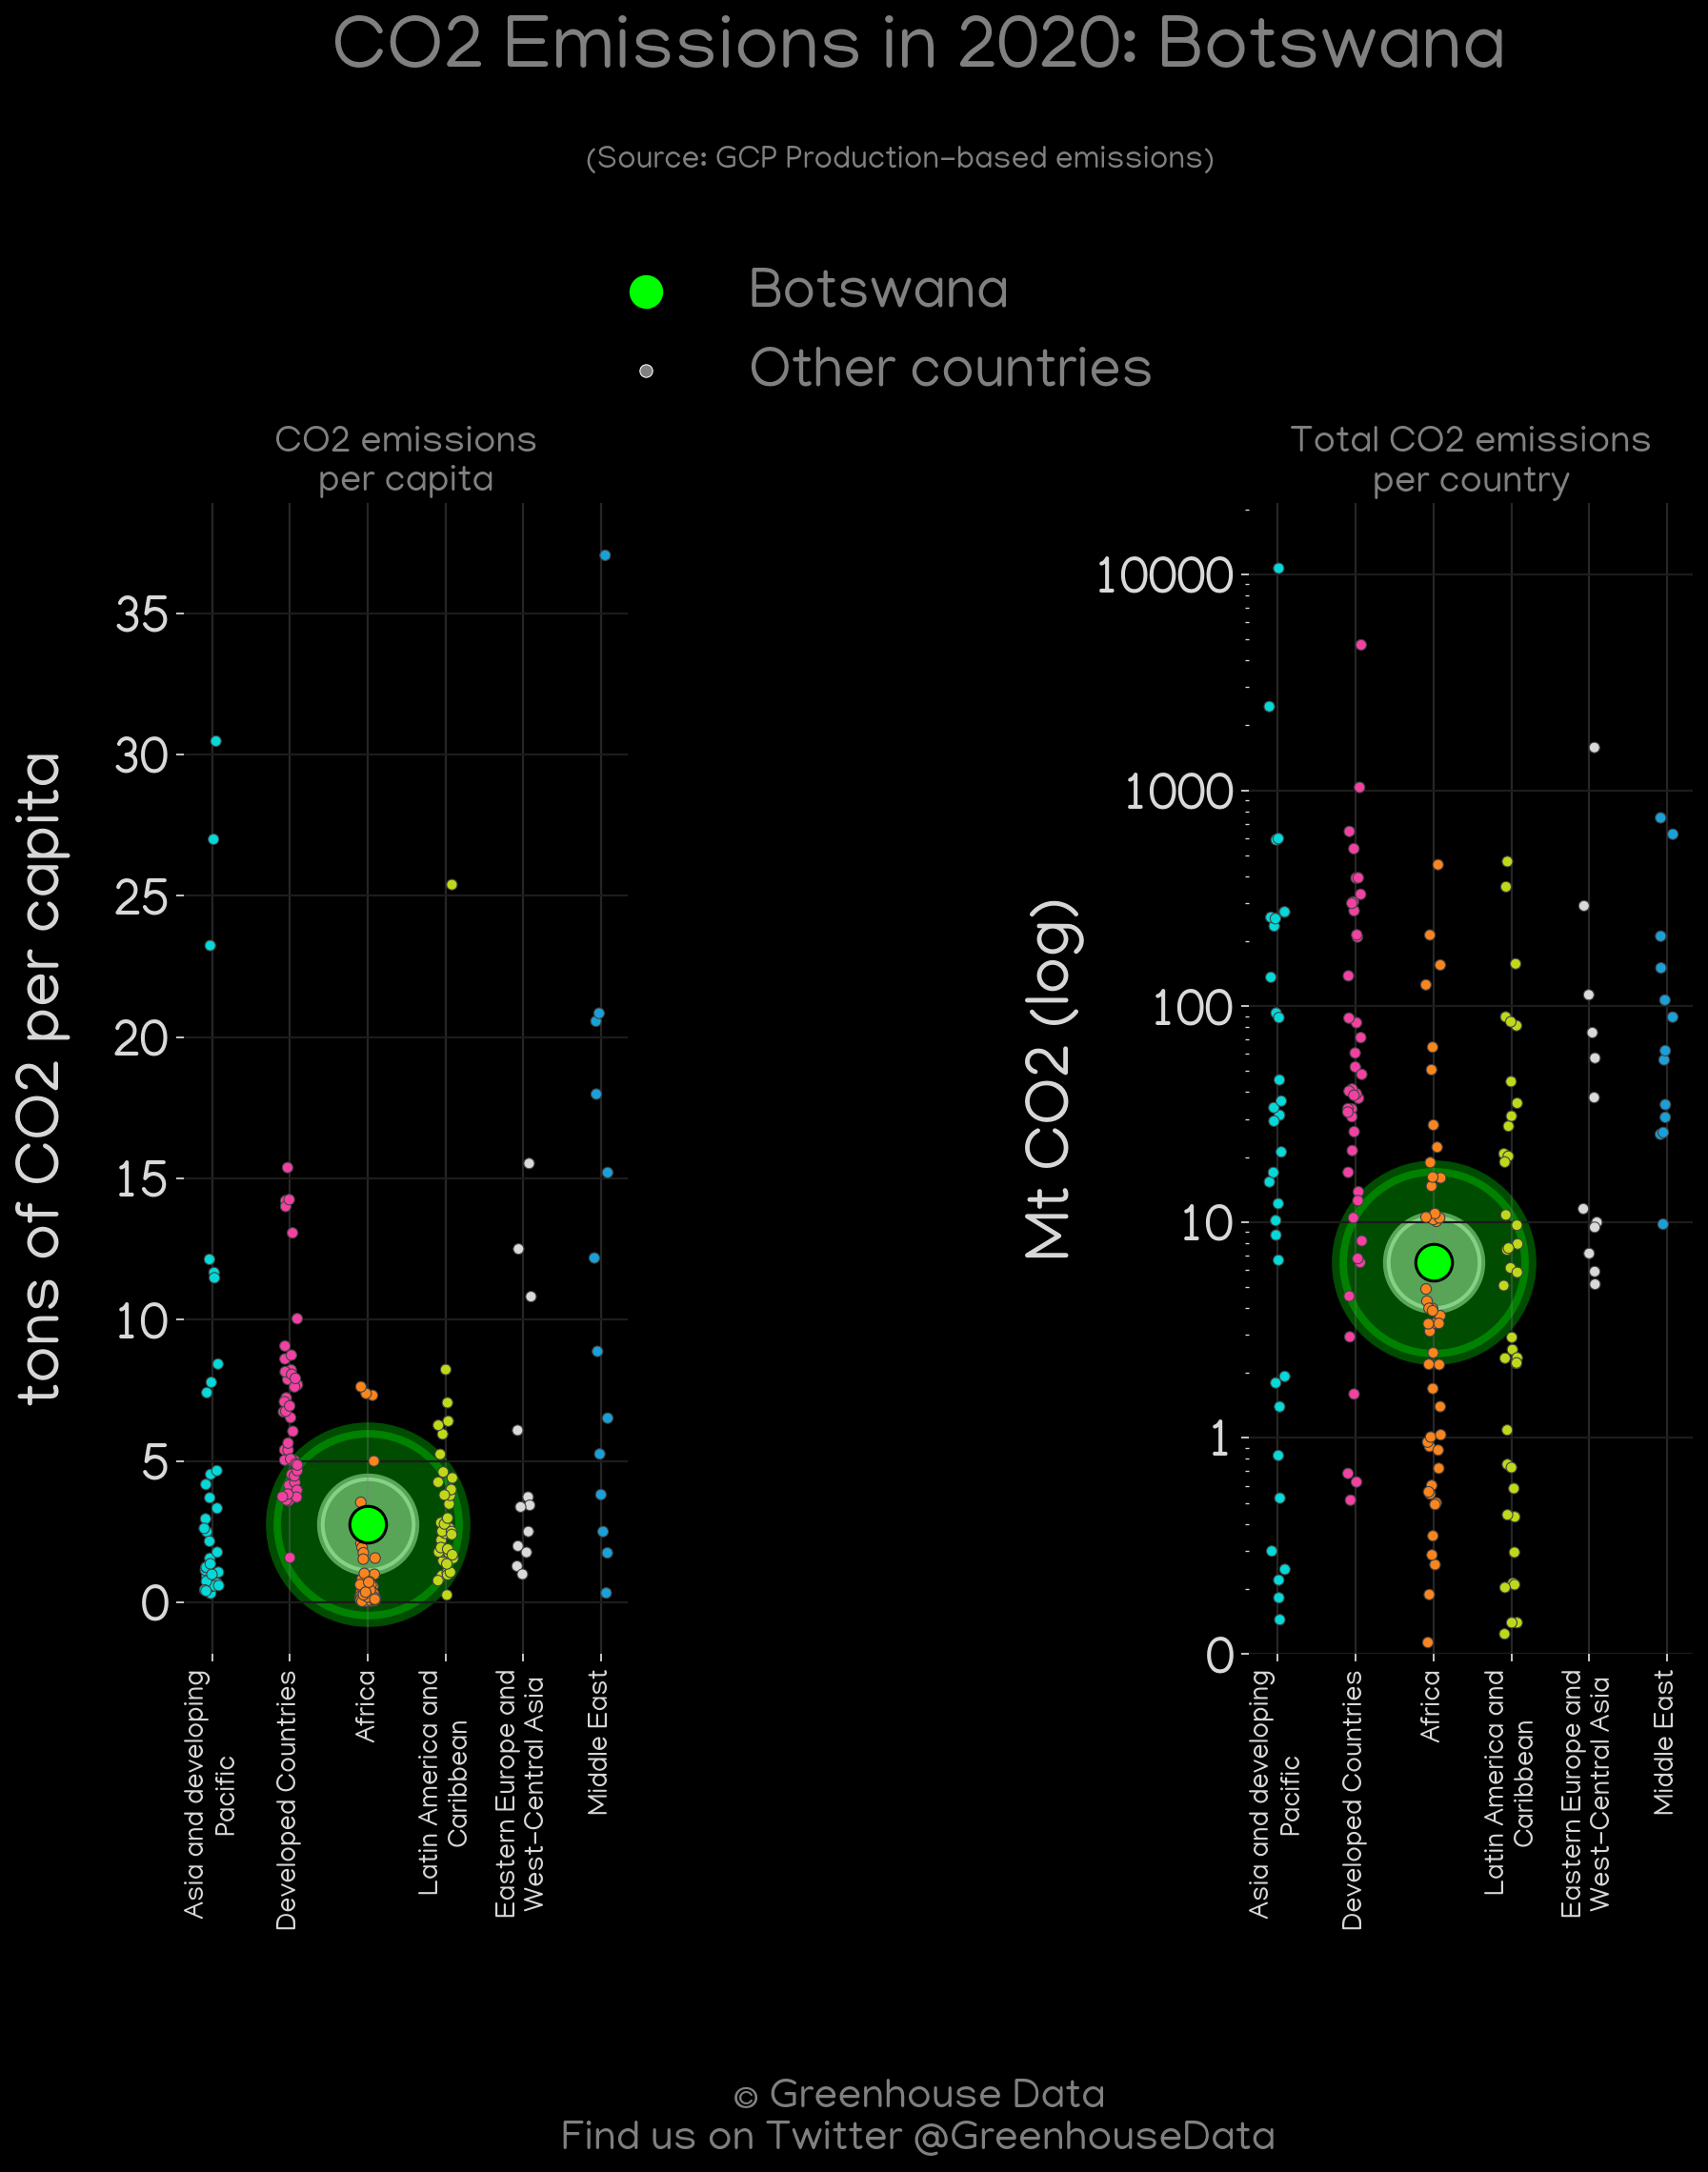 CO2 Emissions in 2020: Botswana
(Source: GCP Production-based emissions)
Botswana
Other countries
CO2 emissions
per capita
tons of CO2 per capita
35
30
25
20
15
10
5
0
Asia and developing
Pacific
Developed Countries
Africa
Latin America and
Caribbean
Eastern Europe and
West-Central Asia
Middle East
Total CO2 emissions
per country
Mt CO2 (log)
10000
1000
100
10
1
0
Asia and developing
Pacific
Developed Countries
Africa
Latin America and
Caribbean
Eastern Europe and
West-Central Asia
Middle East
© Greenhouse Data
Find us on Twitter @GreenhouseData